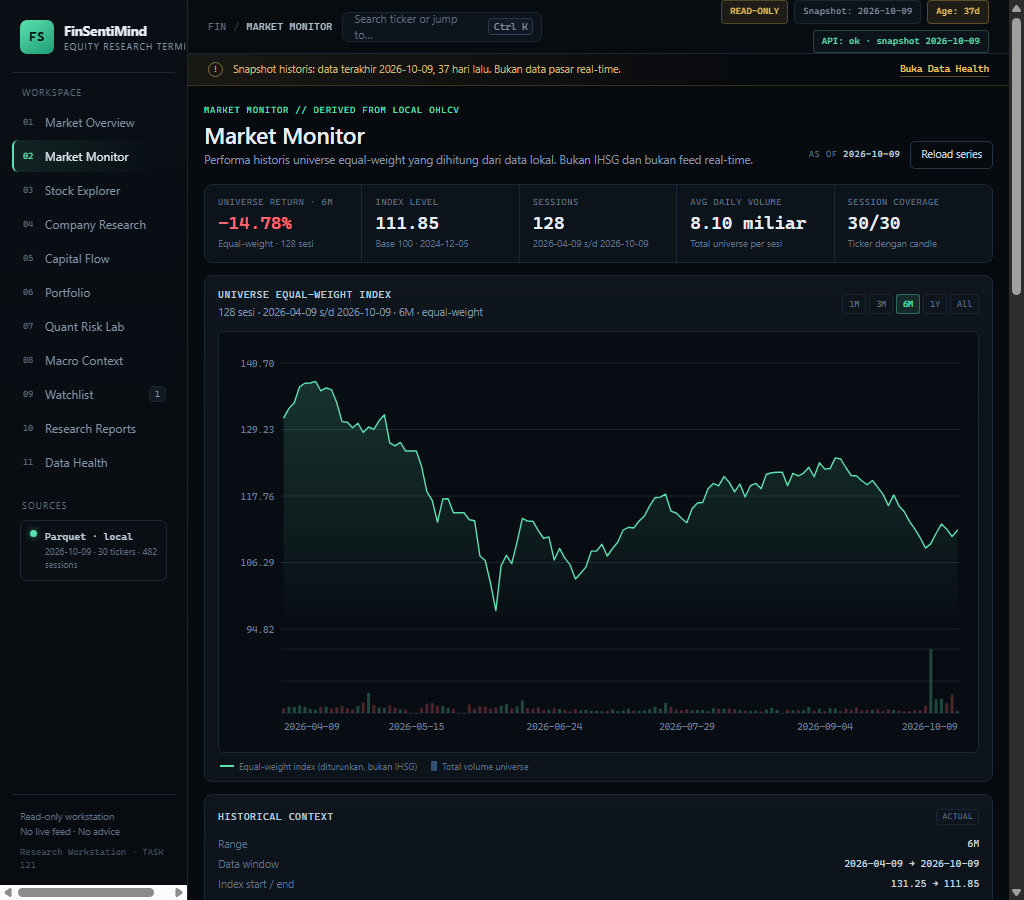 FS
FinSentiMind
EQUITY RESEARCH TERMI
WORKSPACE
01 Market Overview
02 Market Monitor
03 Stock Explorer
04 Company Research
05 Capital Flow
06 Portfolio
07 Quant Risk Lab
08 Macro Context
09 Watchlist 1
10 Research Reports
11 Data Health
SOURCES
Parquet · local
2026-10-09 · 30 tickers · 482
sessions
Read-only workstation
No live feed · No advice
Research Workstation · TASK
121
FIN / MARKET MONITOR
Search ticker or jump
to...
Ctrl K
READ-ONLY
Snapshot: 2026-10-09
Age: 37d
API: ok · snapshot 2026-10-09
! Snapshot historis: data terakhir 2026-10-09, 37 hari lalu. Bukan data pasar real-time.
Buka Data Health
MARKET MONITOR // DERIVED FROM LOCAL OHLCV
Market Monitor
Performa historis universe equal-weight yang dihitung dari data lokal. Bukan IHSG dan bukan feed real-time.
AS OF 2026-10-09
Reload series
UNIVERSE RETURN · 6M
−14.78%
Equal-weight · 128 sesi
INDEX LEVEL
111.85
Base 100 · 2024-12-05
SESSIONS
128
2026-04-09 s/d 2026-10-09
AVG DAILY VOLUME
8.10 miliar
Total universe per sesi
SESSION COVERAGE
30/30
Ticker dengan candle
UNIVERSE EQUAL-WEIGHT INDEX
128 sesi · 2026-04-09 s/d 2026-10-09 · 6M · equal-weight
1M 3M 6M 1Y All
140.70
129.23
117.76
106.29
94.82
2026-04-09 2026-05-15 2026-06-24 2026-07-29 2026-09-04 2026-10-09
Equal-weight index (diturunkan, bukan IHSG) Total volume universe
HISTORICAL CONTEXT
ACTUAL
Range 6M
Data window 2026-04-09 → 2026-10-09
Index start / end 131.25 → 111.85